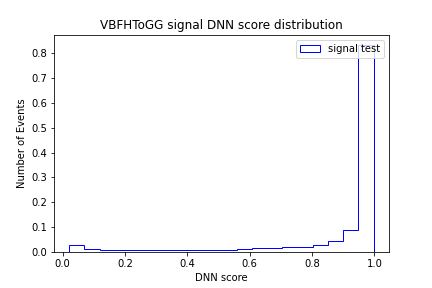 VBFHToGG signal DNN score distribution
signal test
Number of Events
0.8
0.7
0.6
0.5
0.4
0.3
0.2
0.1
0.0
0.0 0.2 0.4 0.6 0.8 1.0
DNN score